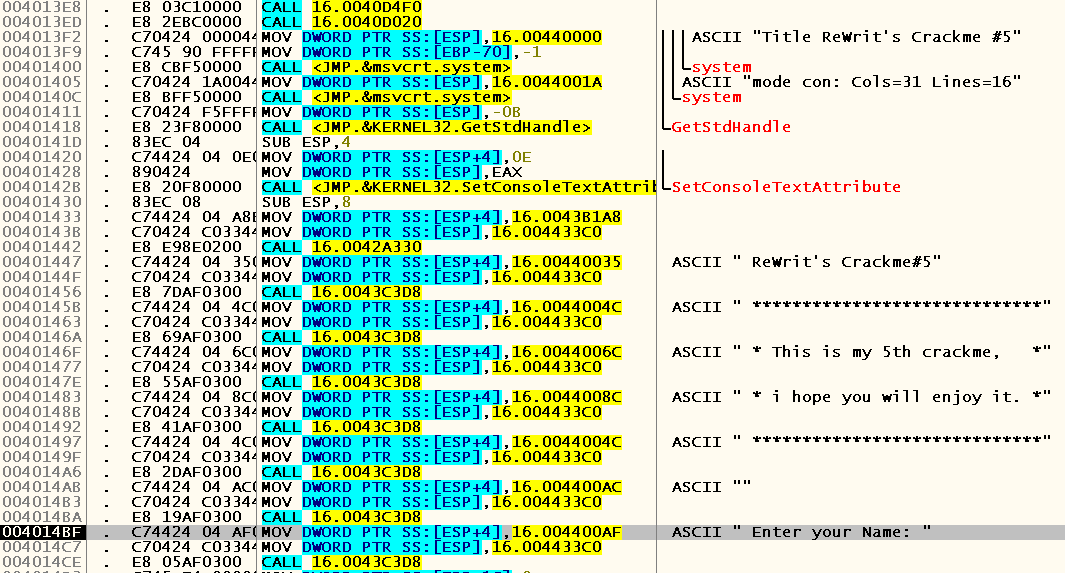 004013E8 . E8 03C10000 CALL 16.0040D4F0
004013ED . E8 2EBC0000 CALL 16.0040D020
004013F2 . C70424 000044 MOV DWORD PTR SS:[ESP],16.00440000 ASCII "Title ReWrit's Crackme #5"
004013F9 . C745 90 FFFFF MOV DWORD PTR SS:[EBP-70],-1
00401400 . E8 CBF50000 CALL <JMP.&msvcrt.system> system
00401405 . C70424 1A0044 MOV DWORD PTR SS:[ESP],16.0044001A ASCII "mode con: Cols=31 Lines=16"
0040140C . E8 BFF50000 CALL <JMP.&msvcrt.system> system
00401411 . C70424 F5FFFF MOV DWORD PTR SS:[ESP],-0B
00401418 . E8 23F80000 CALL <JMP.&KERNEL32.GetStdHandle> GetStdHandle
0040141D . 83EC 04 SUB ESP,4
00401420 . C74424 04 0E0 MOV DWORD PTR SS:[ESP+4],0E
00401428 . 890424 MOV DWORD PTR SS:[ESP],EAX
0040142B . E8 20F80000 CALL <JMP.&KERNEL32.SetConsoleTextAttrib SetConsoleTextAttribute
00401430 . 83EC 08 SUB ESP,8
00401433 . C74424 04 A8B MOV DWORD PTR SS:[ESP+4],16.0043B1A8
0040143B . C70424 C03344 MOV DWORD PTR SS:[ESP],16.004433C0
00401442 . E8 E98E0200 CALL 16.0042A330
00401447 . C74424 04 350 MOV DWORD PTR SS:[ESP+4],16.00440035 ASCII " ReWrit's Crackme#5"
0040144F . C70424 C03344 MOV DWORD PTR SS:[ESP],16.004433C0
00401456 . E8 7DAF0300 CALL 16.0043C3D8
0040145B . C74424 04 4C0 MOV DWORD PTR SS:[ESP+4],16.0044004C ASCII " *****************************"
00401463 . C70424 C03344 MOV DWORD PTR SS:[ESP],16.004433C0
0040146A . E8 69AF0300 CALL 16.0043C3D8
0040146F . C74424 04 6C0 MOV DWORD PTR SS:[ESP+4],16.0044006C ASCII " * This is my 5th crackme,   *"
00401477 . C70424 C03344 MOV DWORD PTR SS:[ESP],16.004433C0
0040147E . E8 55AF0300 CALL 16.0043C3D8
00401483 . C74424 04 8C0 MOV DWORD PTR SS:[ESP+4],16.0044008C ASCII " * i hope you will enjoy it. *"
0040148B . C70424 C03344 MOV DWORD PTR SS:[ESP],16.004433C0
00401492 . E8 41AF0300 CALL 16.0043C3D8
00401497 . C74424 04 4C0 MOV DWORD PTR SS:[ESP+4],16.0044004C ASCII " *****************************"
0040149F . C70424 C03344 MOV DWORD PTR SS:[ESP],16.004433C0
004014A6 . E8 2DAF0300 CALL 16.0043C3D8
004014AB . C74424 04 AC0 MOV DWORD PTR SS:[ESP+4],16.004400AC ASCII ""
004014B3 . C70424 C03344 MOV DWORD PTR SS:[ESP],16.004433C0
004014BA . E8 19AF0300 CALL 16.0043C3D8
004014BF . C74424 04 AF0 MOV DWORD PTR SS:[ESP+4],16.004400AF ASCII "  Enter your Name: "
004014C7 . C70424 C03344 MOV DWORD PTR SS:[ESP],16.004433C0
004014CE . E8 05AF0300 CALL 16.0043C3D8